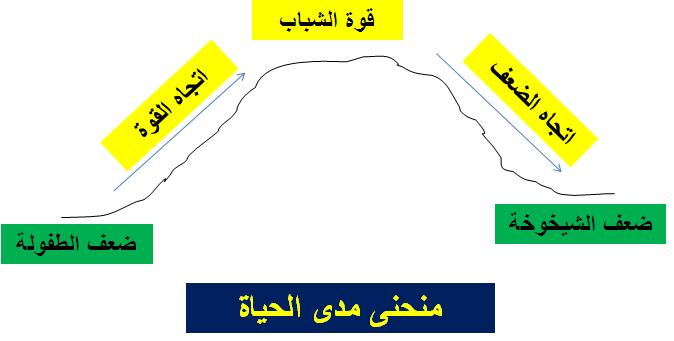 قوة الشباب
اتجاه القوة
اتجاه الضعف
ضعف الطفولة
ضعف الشيخوخة
منحنى مدى الحياة